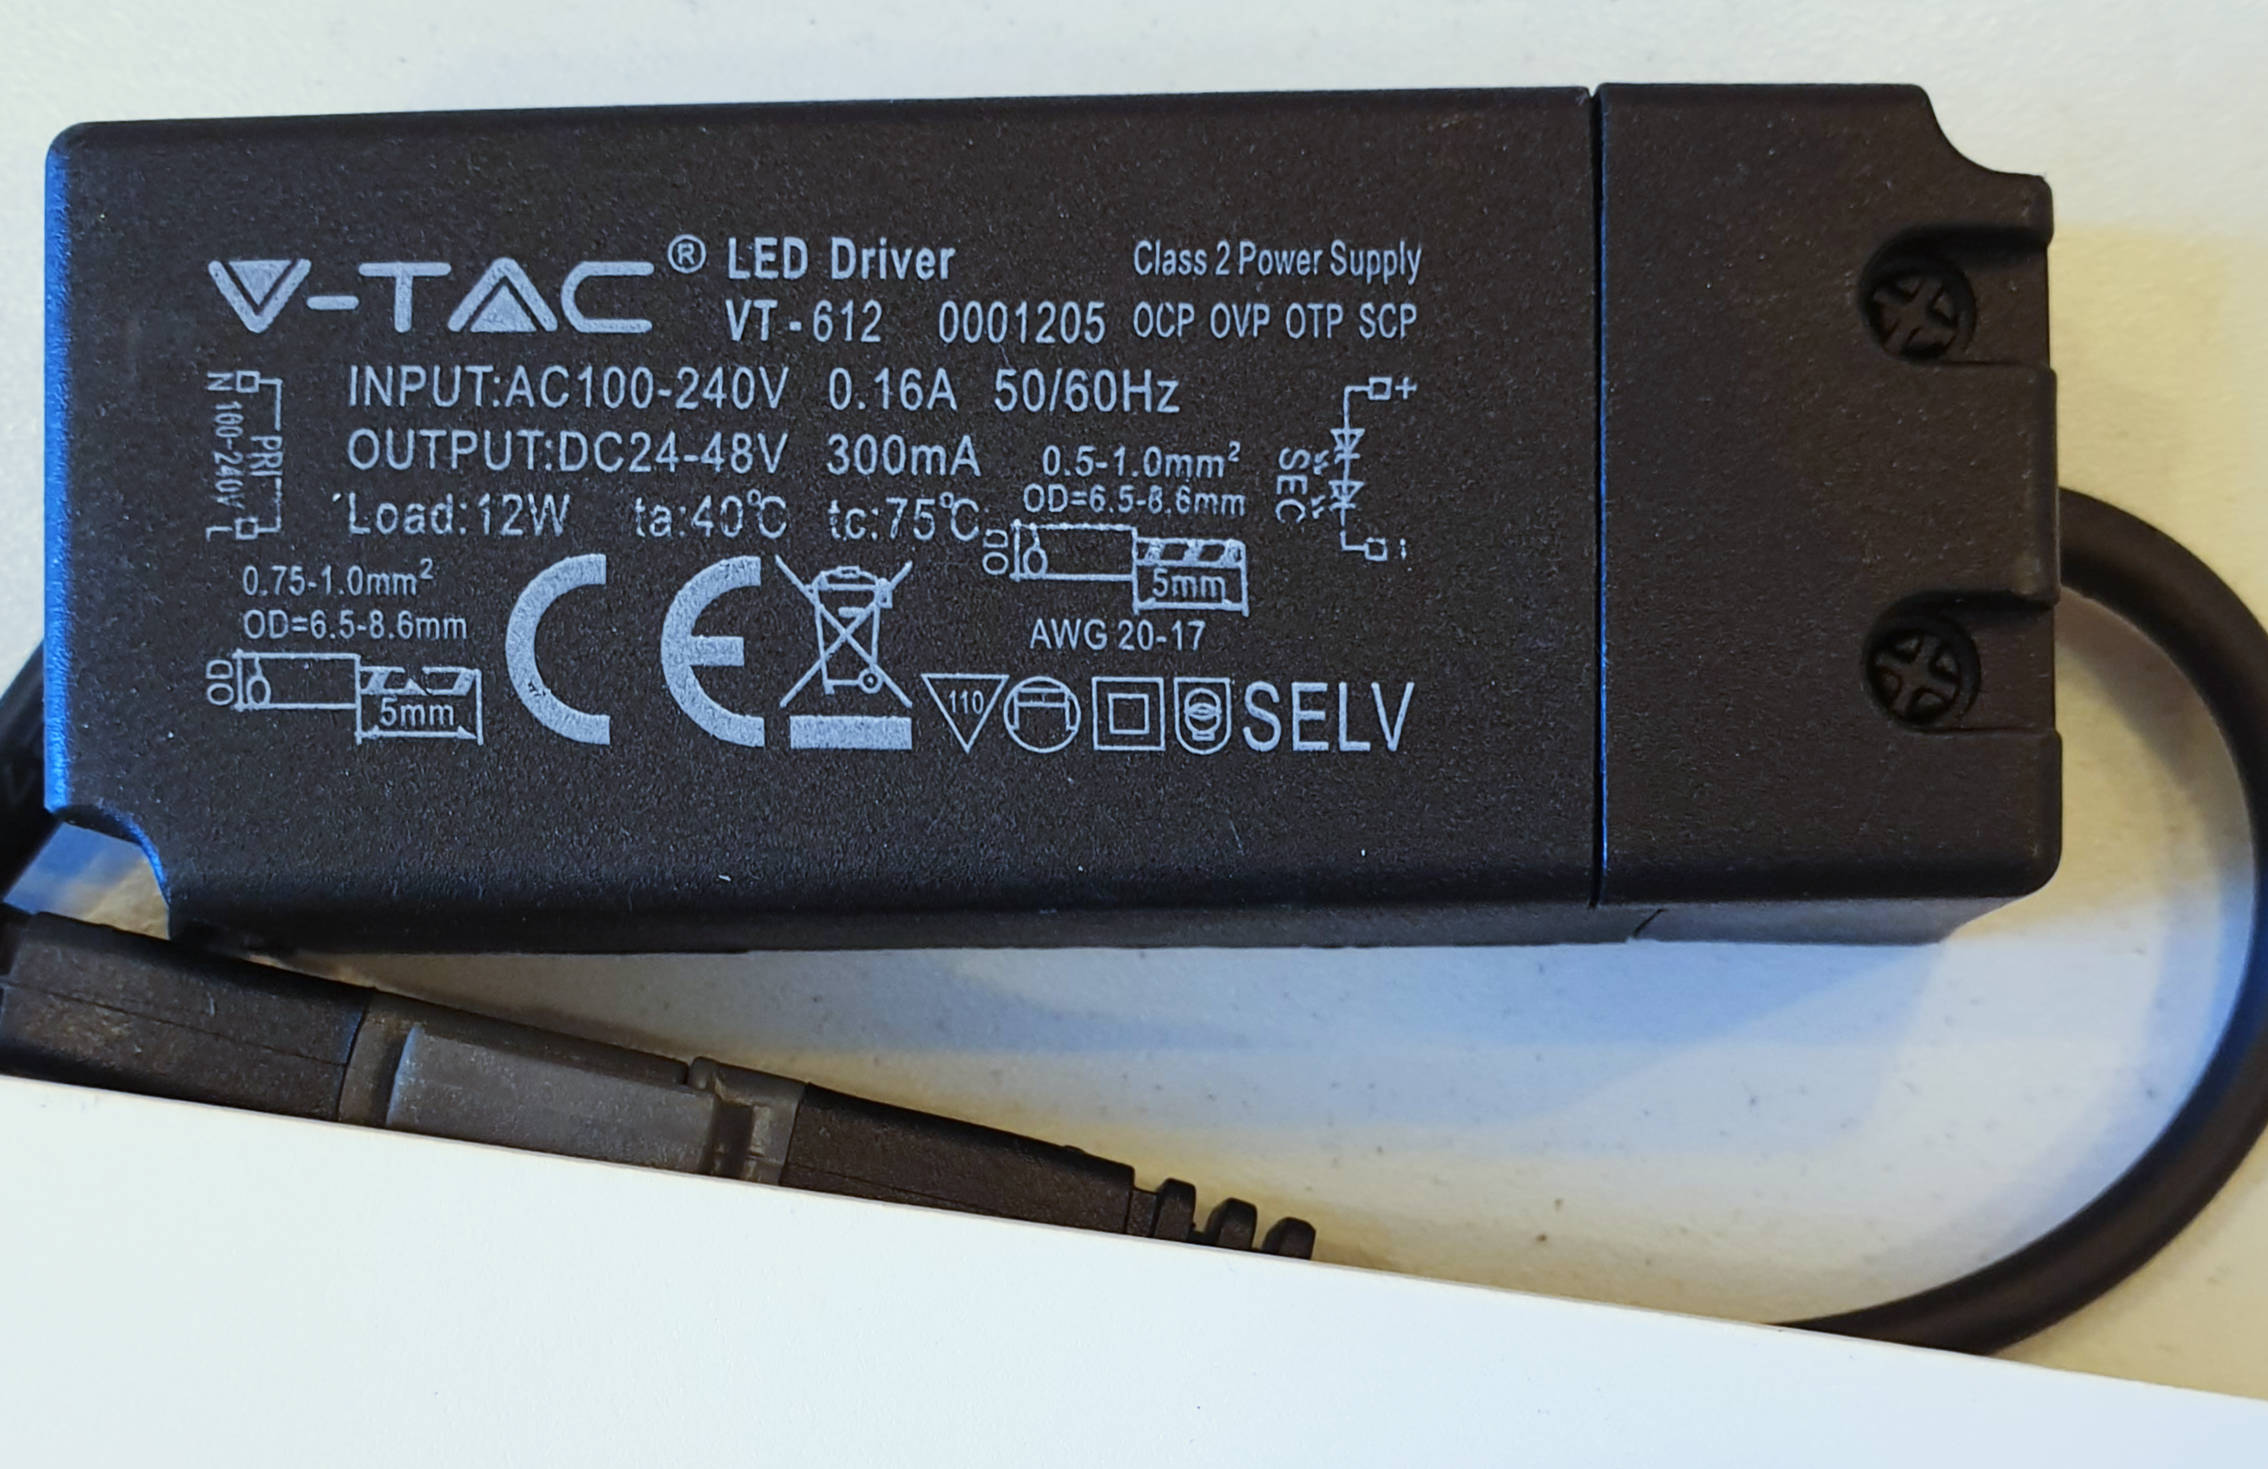 V-TAC® LED Driver Class 2 Power Supply
VT-612 0001205 OCP OVP OTP SCP
INPUT:AC100-240V 0.16A 50/60Hz
OUTPUT:DC24-48V 300mA
Load:12W ta:40℃ tc:75℃
N 100-240V L
PRI
0.75-1.0mm²
OD=6.5-8.6mm
OD
5mm
CE
0.5-1.0mm²
OD=6.5-8.6mm
OD
5mm
AWG 20-17
SEC
+
110
SELV